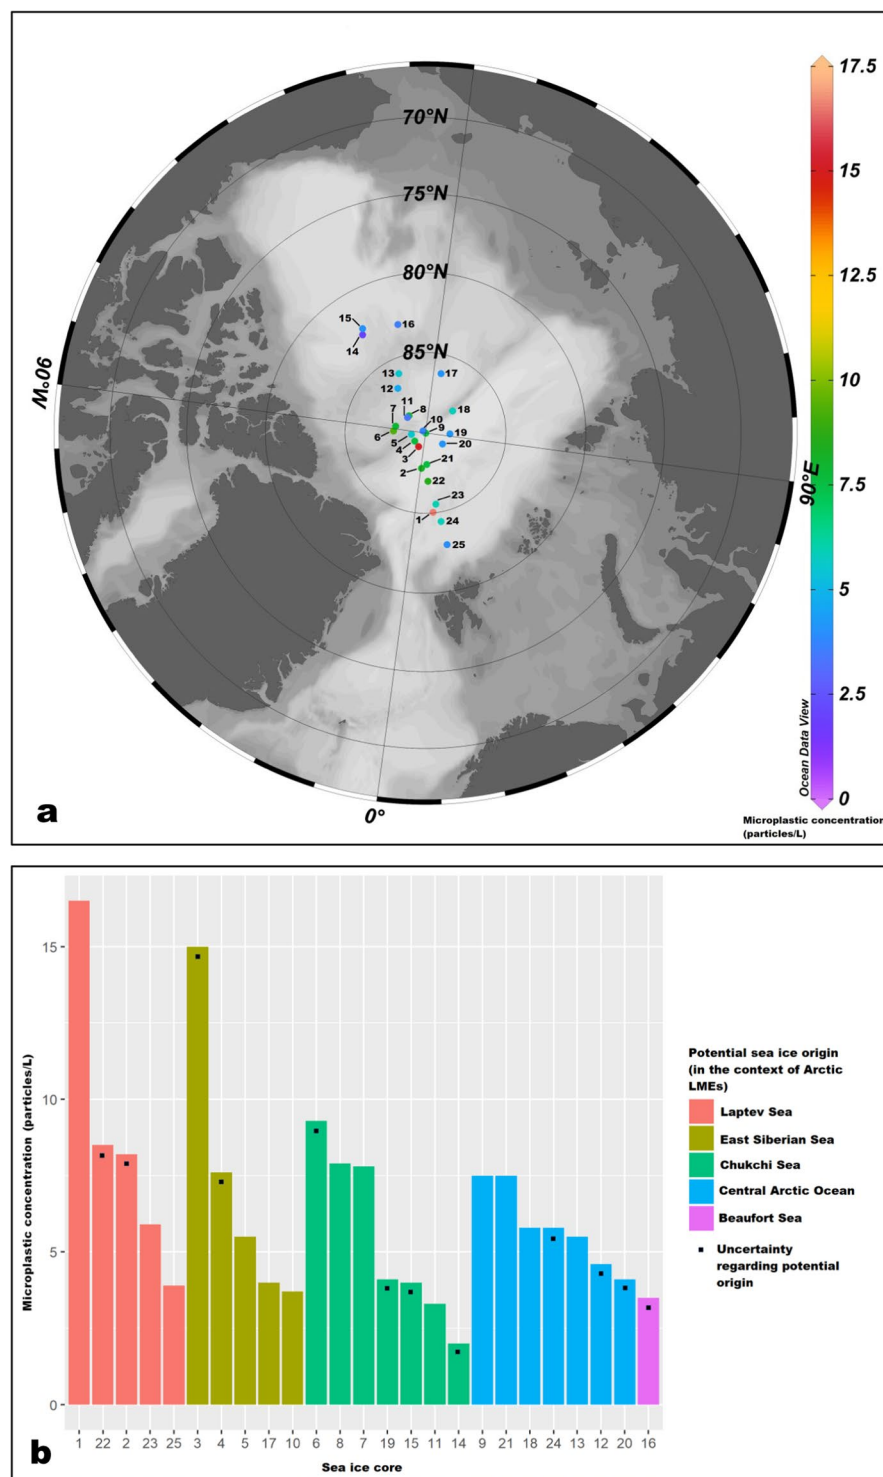 17.5
70°N
15
75°N
80°N
12.5
15
16
14
85°N
13
17
10
12
11
8
18
7
10
9
19
6
5
20
4
3
21
2
22
23
1
24
25
90°W
90°E
7.5
5
2.5
0
Ocean Data View
0°
a
Microplastic concentration
(particles/L)
15
10
5
0
Microplastic concentration (particles/L)
1 22 2 23 25 3 4 5 17 10 6 8 7 19 15 11 14 9 21 18 24 13 12 20 16
Sea ice core
b
Potential sea ice origin
(in the context of Arctic
LMEs)
Laptev Sea
East Siberian Sea
Chukchi Sea
Central Arctic Ocean
Beaufort Sea
Uncertainty
regarding potential
origin